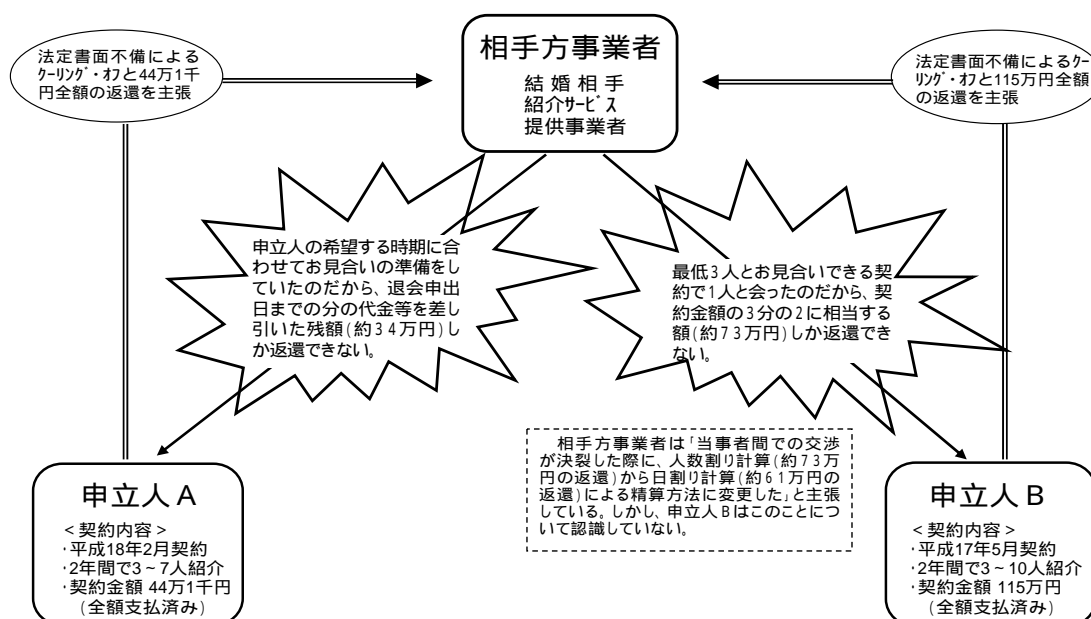 法定書面不備による
ｸｰﾘﾝｸﾞ・ｵﾌと44万1千
円全額の返還を主張
相手方事業者
結婚相手
紹介ｻｰﾋﾞｽ
提供事業者
法定書面不備によるｸｰ
ﾘﾝｸﾞ・ｵﾌと115万円全額
の返還を主張
申立人の希望する時期に合
わせてお見合いの準備をし
ていたのだから、退会申出
日までの分の代金等を差し
引いた残額(約34万円)し
か返還できない。
最低3人とお見合いできる契
約で1人と会ったのだから、契
約金額の3分の2に相当する
額(約73万円)しか返還でき
ない。
相手方事業者は「当事者間での交渉
が決裂した際に、人数割り計算(約73万
円の返還)から日割り計算(約61万円の
返還)による精算方法に変更した」と主張
している。しかし、申立人Bはこのことにつ
いて認識していない。
申立人A
<契約内容>
・平成18年2月契約
・2年間で3~7人紹介
・契約金額 44万1千円
(全額支払済み)
申立人B
<契約内容>
・平成17年5月契約
・2年間で3~10人紹介
・契約金額 115万円
(全額支払済み)